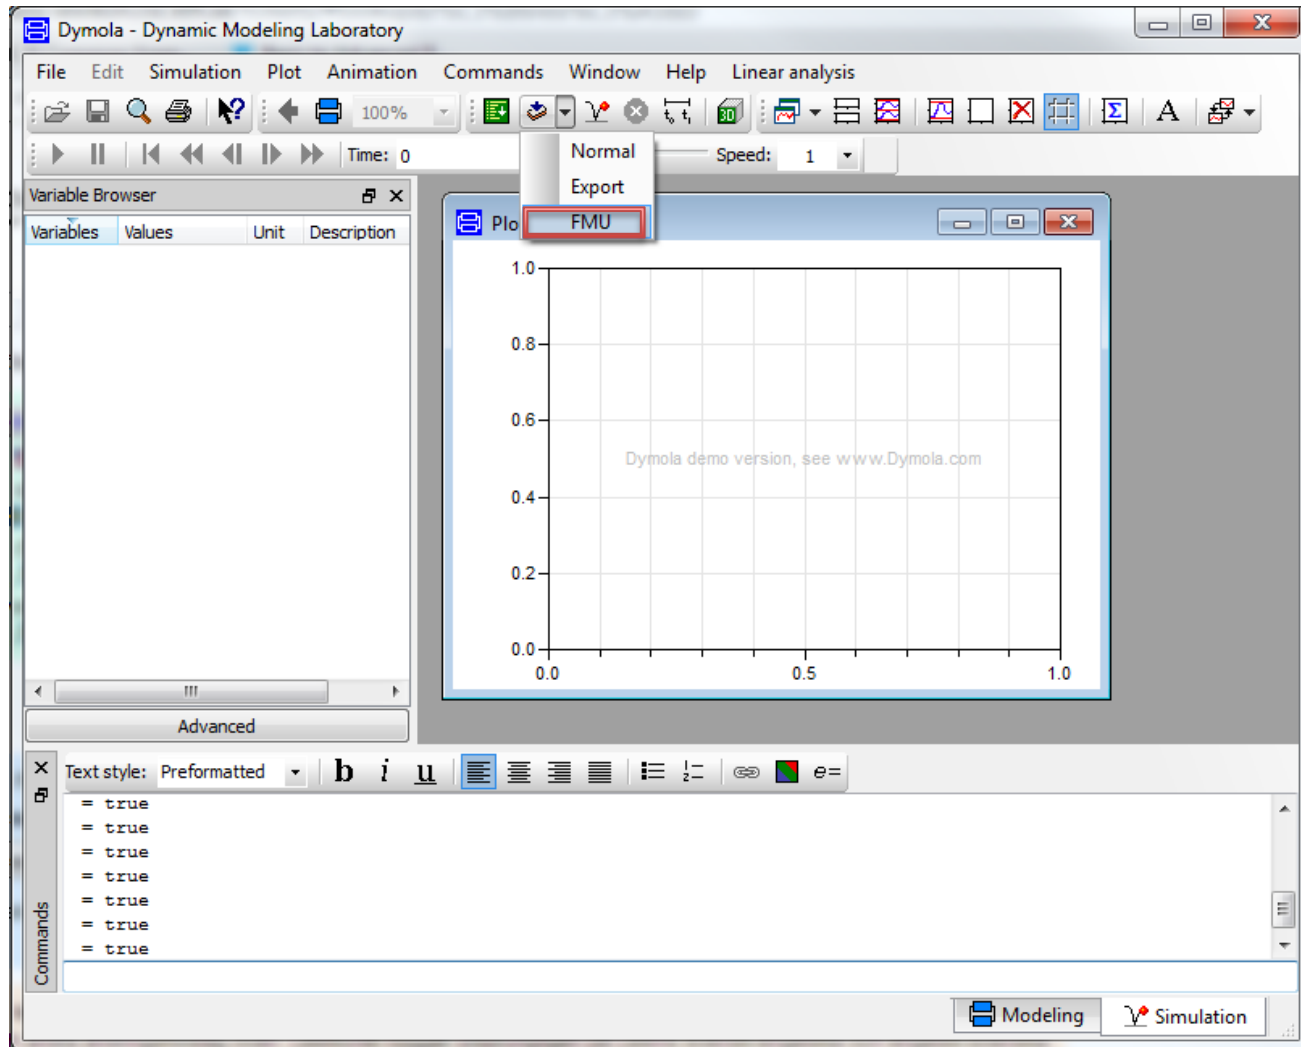 Dymola - Dynamic Modeling Laboratory
File Edit Simulation Plot Animation Commands Window Help Linear analysis
100% 3D Σ A
Time: 0 Speed: 1
Normal
Export
FMU
Variable Browser
Variables Values Unit Description
Plo
1.0
0.8
0.6
Dymola demo version, see www.Dymola.com
0.4
0.2
0.0
0.0 0.5 1.0
Advanced
Text style: Preformatted b i u e=
= true
= true
= true
= true
= true
= true
= true
Commands
Modeling Simulation